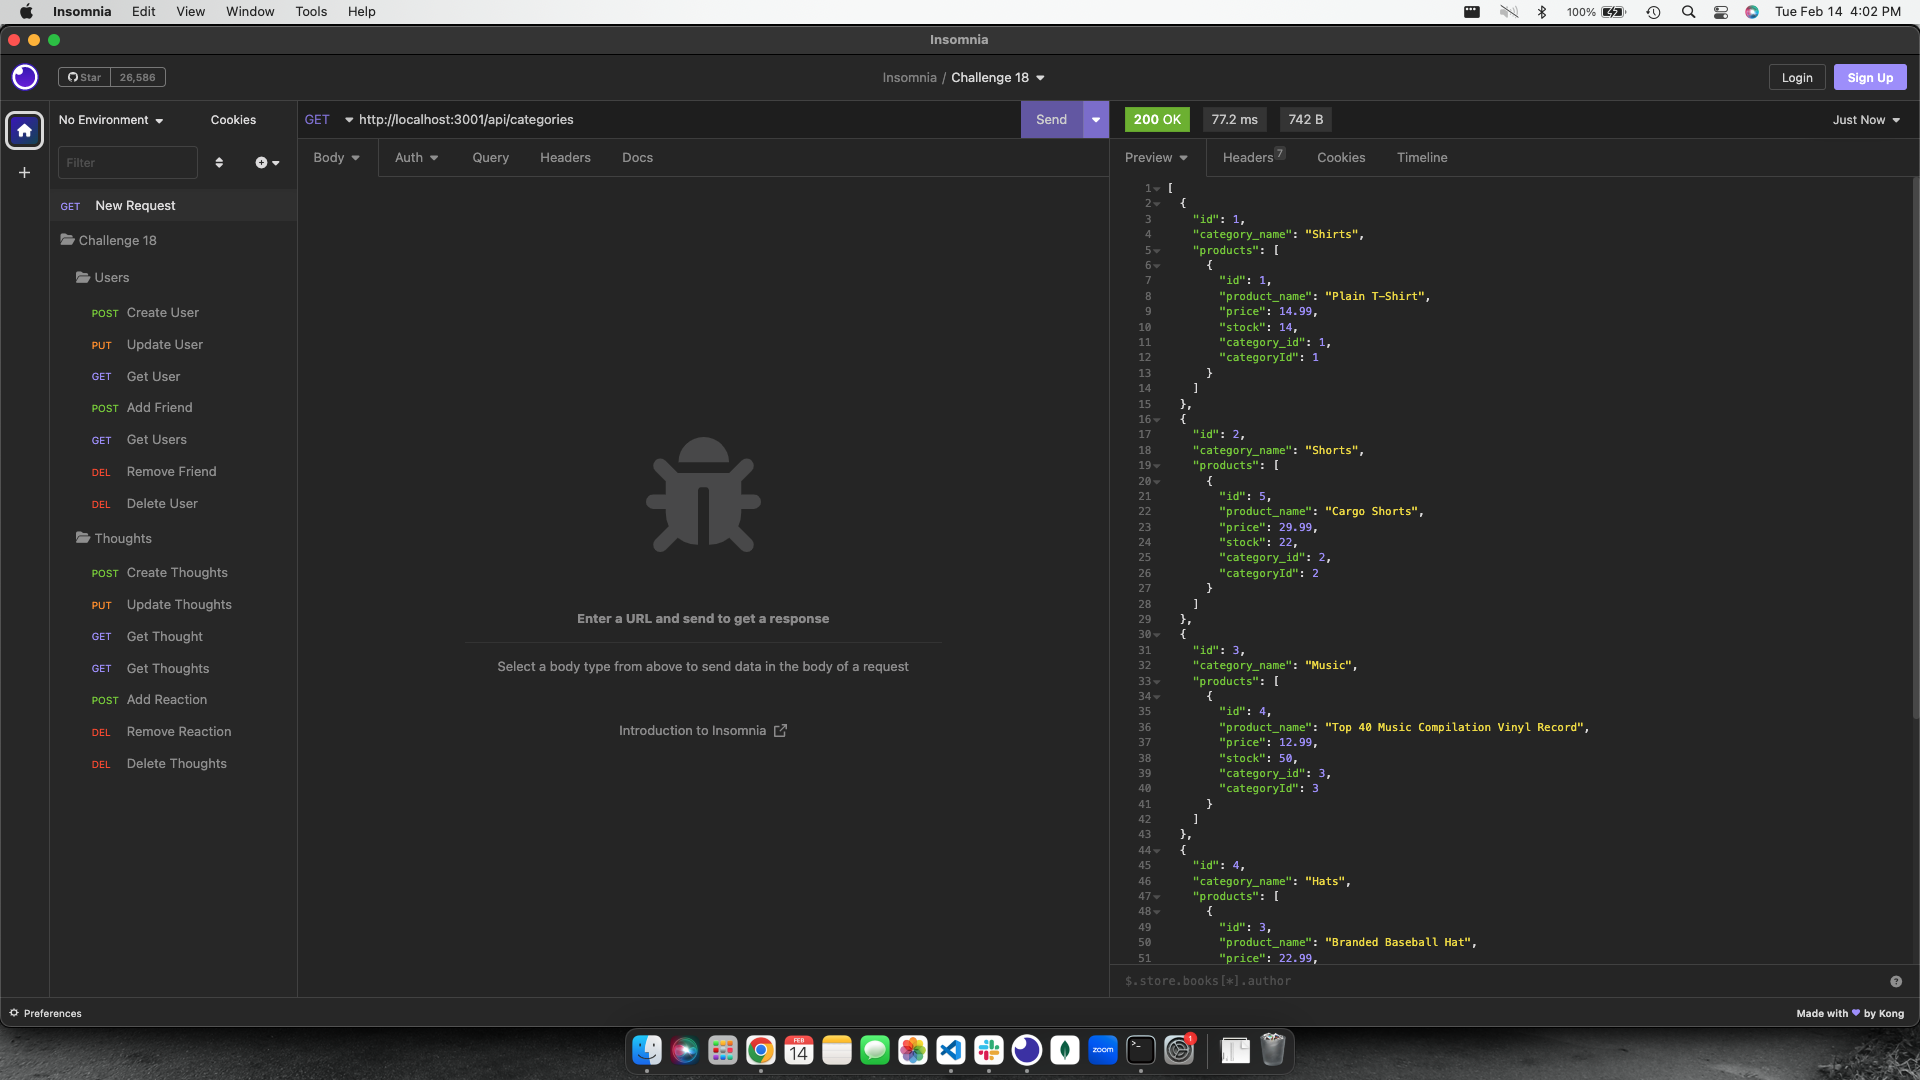 Insomnia Edit View Window Tools Help
100% Tue Feb 14 4:02 PM
Insomnia
Star 26,586
Insomnia / Challenge 18
Login Sign Up
No Environment Cookies
GET http://localhost:3001/api/categories Send
200 OK 77.2 ms 742 B Just Now
Filter
Body Auth Query Headers Docs
Preview Headers 7 Cookies Timeline
GET New Request
Challenge 18
Users
POST Create User
PUT Update User
GET Get User
POST Add Friend
GET Get Users
DEL Remove Friend
DEL Delete User
Thoughts
POST Create Thoughts
PUT Update Thoughts
GET Get Thought
GET Get Thoughts
POST Add Reaction
DEL Remove Reaction
DEL Delete Thoughts
Enter a URL and send to get a response
Select a body type from above to send data in the body of a request
Introduction to Insomnia
1 [
2 {
3 "id": 1,
4 "category_name": "Shirts",
5 "products": [
6 {
7 "id": 1,
8 "product_name": "Plain T-Shirt",
9 "price": 14.99,
10 "stock": 14,
11 "category_id": 1,
12 "categoryId": 1
13 }
14 ]
15 },
16 {
17 "id": 2,
18 "category_name": "Shorts",
19 "products": [
20 {
21 "id": 5,
22 "product_name": "Cargo Shorts",
23 "price": 29.99,
24 "stock": 22,
25 "category_id": 2,
26 "categoryId": 2
27 }
28 ]
29 },
30 {
31 "id": 3,
32 "category_name": "Music",
33 "products": [
34 {
35 "id": 4,
36 "product_name": "Top 40 Music Compilation Vinyl Record",
37 "price": 12.99,
38 "stock": 50,
39 "category_id": 3,
40 "categoryId": 3
41 }
42 ]
43 },
44 {
45 "id": 4,
46 "category_name": "Hats",
47 "products": [
48 {
49 "id": 3,
50 "product_name": "Branded Baseball Hat",
51 "price": 22.99,
$.store.books[*].author
Preferences
Made with by Kong
FEB
14
zoom
1